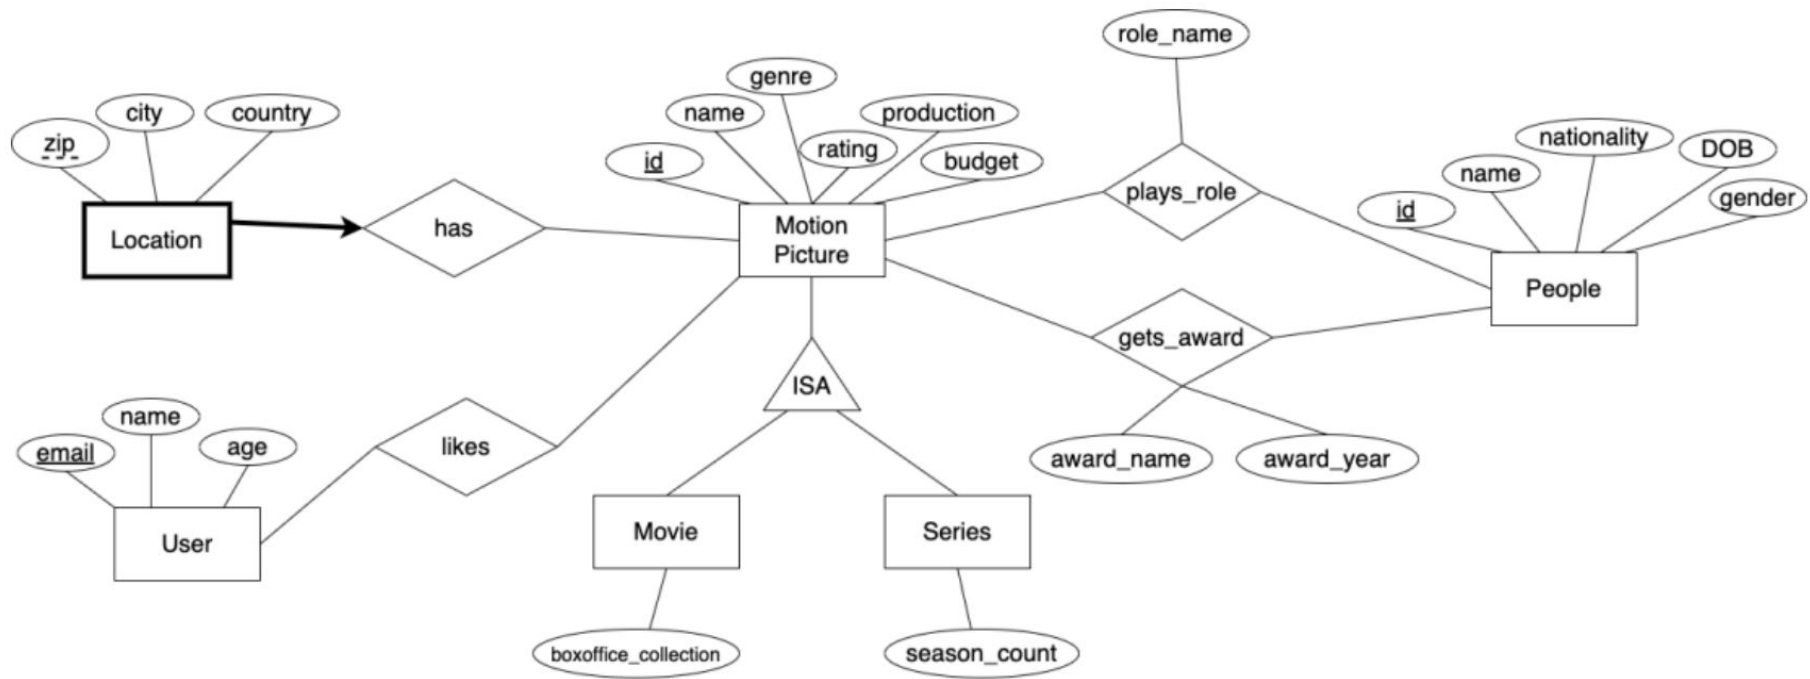 role_name
genre
city
country
name
production
zip
rating
nationality
DOB
id
budget
name
plays_role
gender
id
Location
has
Motion
Picture
People
gets_award
ISA
name
email
age
likes
award_name
award_year
User
Movie
Series
boxoffice_collection
season_count